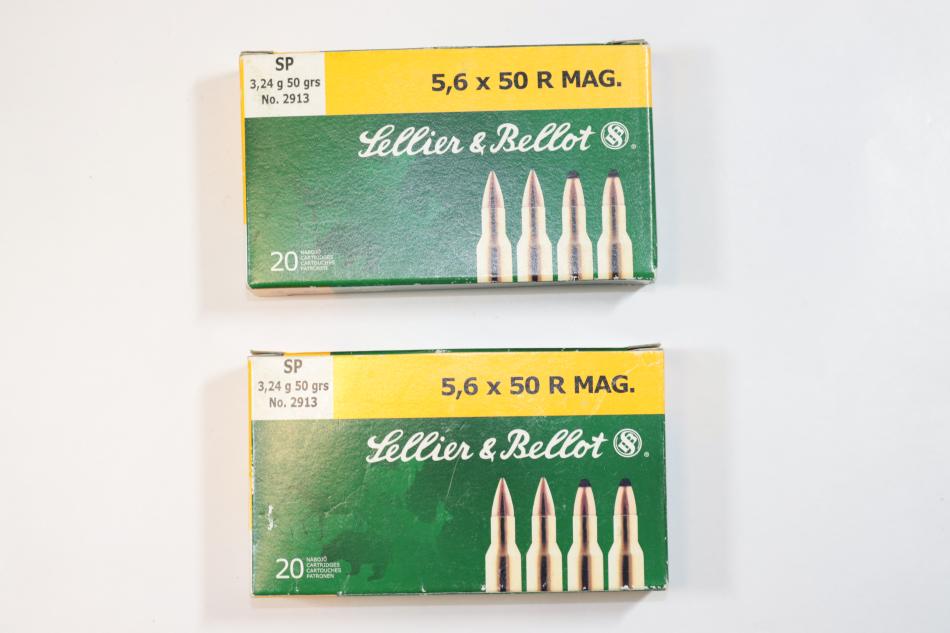 SP
3,24 g 50 grs
No. 2913
5,6 x 50 R MAG.
Sellier & Bellot
20
NÁBOJŮ
CARTRIDGES
CARTOUCHES
PATRONEN
SP
3,24 g 50 grs
No. 2913
5,6 x 50 R MAG.
Sellier & Bellot
20
NÁBOJŮ
CARTRIDGES
CARTOUCHES
PATRONEN